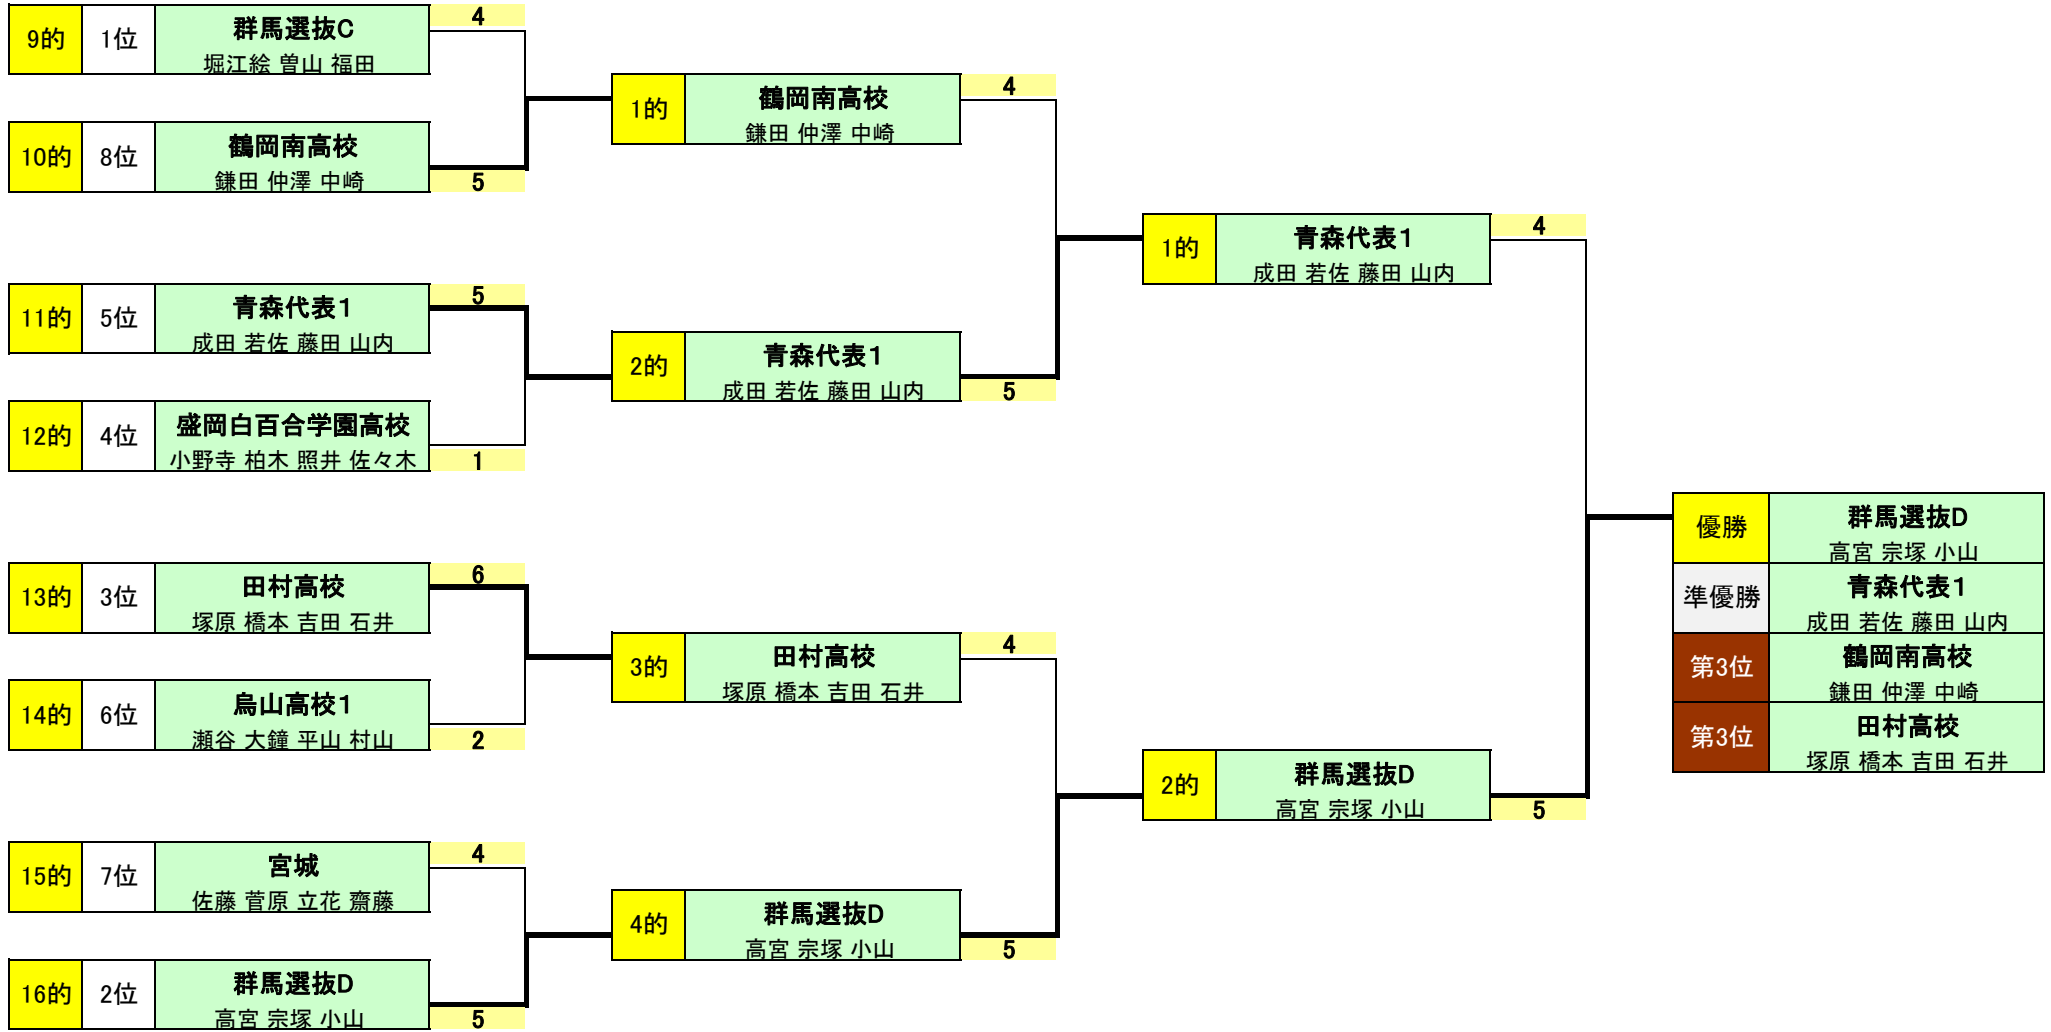 9的 1位 群馬選抜C 4
堀江絵 曽山 福田
10的 8位 鶴岡南高校
鎌田 仲澤 中崎 5
11的 5位 青森代表1 5
成田 若佐 藤田 山内
12的 4位 盛岡白百合学園高校
小野寺 柏木 照井 佐々木 1
13的 3位 田村高校 6
塚原 橋本 吉田 石井
14的 6位 烏山高校1
瀬谷 大鐘 平山 村山 2
15的 7位 宮城 4
佐藤 菅原 立花 齋藤
16的 2位 群馬選抜D
高宮 宗塚 小山 5
1的 鶴岡南高校 4
鎌田 仲澤 中崎
2的 青森代表1
成田 若佐 藤田 山内 5
3的 田村高校 4
塚原 橋本 吉田 石井
4的 群馬選抜D
高宮 宗塚 小山 5
1的 青森代表1 4
成田 若佐 藤田 山内
2的 群馬選抜D
高宮 宗塚 小山 5
優勝 群馬選抜D
高宮 宗塚 小山
準優勝 青森代表1
成田 若佐 藤田 山内
第3位 鶴岡南高校
鎌田 仲澤 中崎
第3位 田村高校
塚原 橋本 吉田 石井